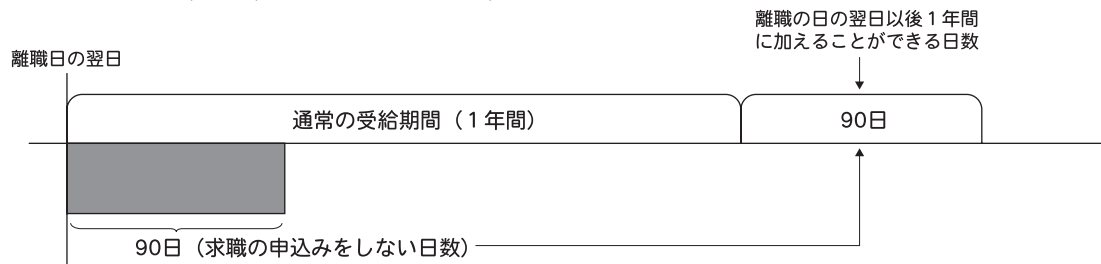 離職の日の翌日以後1年間
に加えることができる日数
離職日の翌日
通常の受給期間（1年間）
90日
90日（求職の申込みをしない日数）